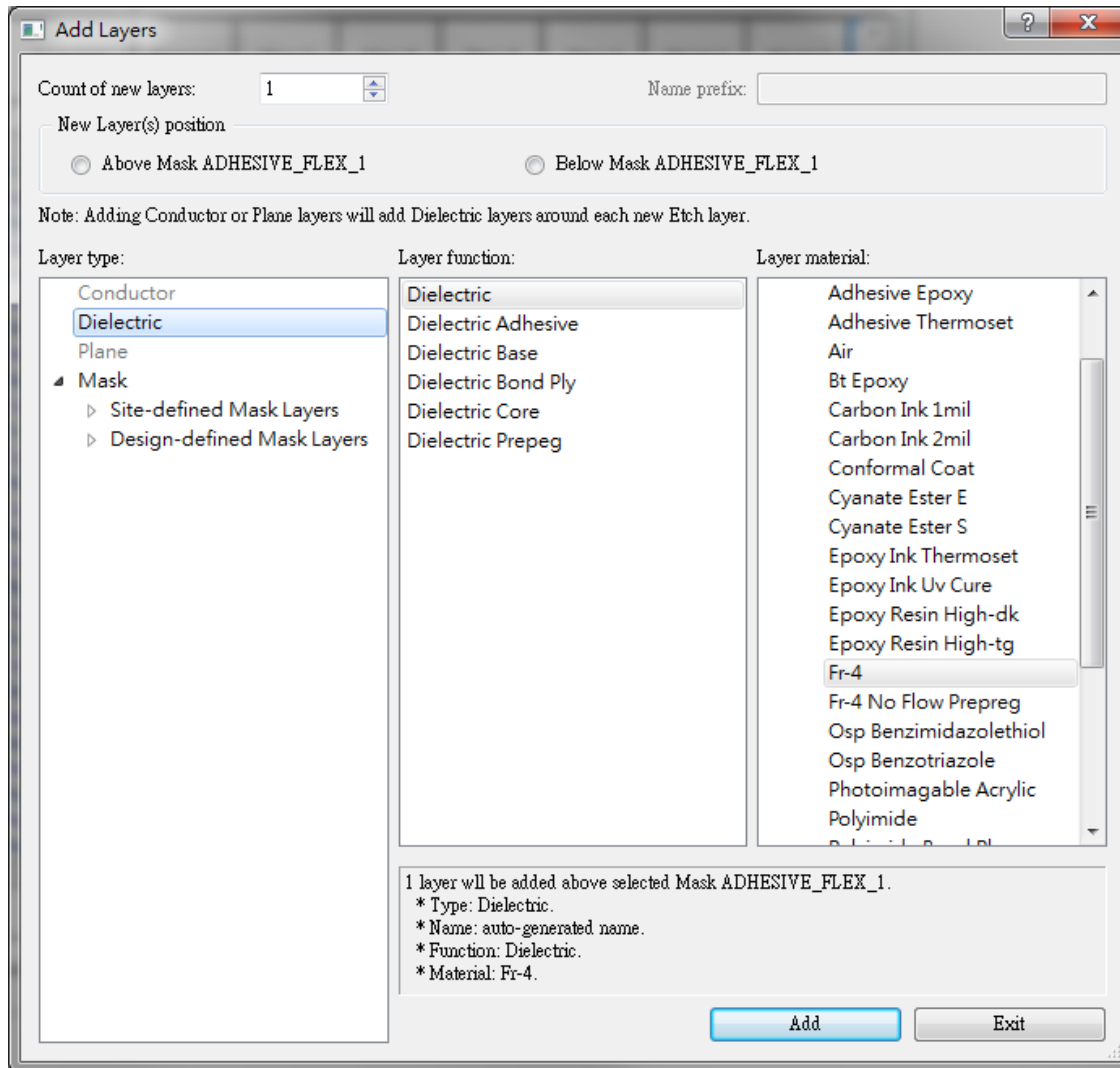 Add Layers
Count of new layers: 1 Name prefix:
New Layer(s) position
Above Mask ADHESIVE_FLEX_1 Below Mask ADHESIVE_FLEX_1
Note: Adding Conductor or Plane layers will add Dielectric layers around each new Etch layer.
Layer type:
Conductor
Dielectric
Plane
Mask
Site-defined Mask Layers
Design-defined Mask Layers
Layer function:
Dielectric
Dielectric Adhesive
Dielectric Base
Dielectric Bond Ply
Dielectric Core
Dielectric Prepeg
Layer material:
Adhesive Epoxy
Adhesive Thermoset
Air
Bt Epoxy
Carbon Ink 1mil
Carbon Ink 2mil
Conformal Coat
Cyanate Ester E
Cyanate Ester S
Epoxy Ink Thermoset
Epoxy Ink Uv Cure
Epoxy Resin High-dk
Epoxy Resin High-tg
Fr-4
Fr-4 No Flow Prepreg
Osp Benzimidazolethiol
Osp Benzotriazole
Photoimagable Acrylic
Polyimide
1 layer wll be added above selected Mask ADHESIVE_FLEX_1.
* Type: Dielectric.
* Name: auto-generated name.
* Function: Dielectric.
* Material: Fr-4.
Add Exit